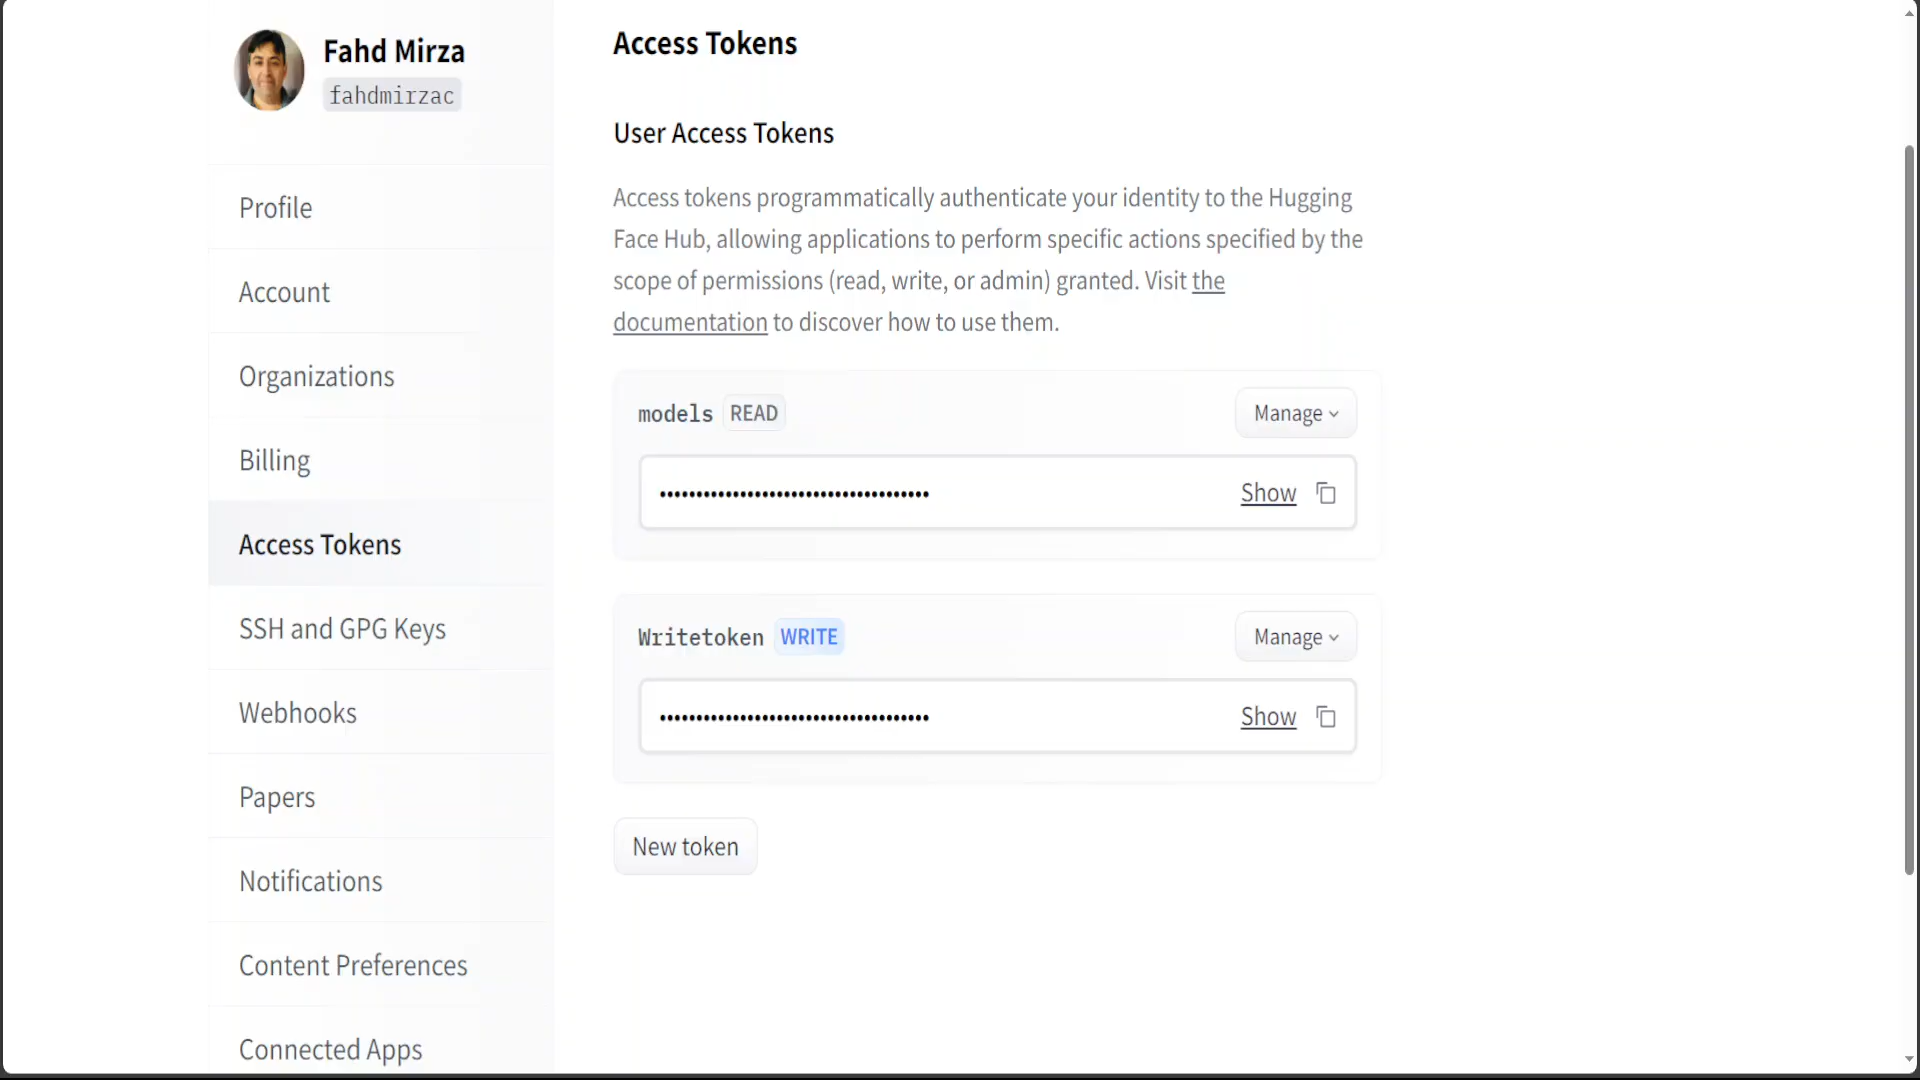 Fahd Mirza
fahdmirzac
Profile
Account
Organizations
Billing
Access Tokens
SSH and GPG Keys
Webhooks
Papers
Notifications
Content Preferences
Connected Apps
Access Tokens
User Access Tokens
Access tokens programmatically authenticate your identity to the Hugging
Face Hub, allowing applications to perform specific actions specified by the
scope of permissions (read, write, or admin) granted. Visit the
documentation to discover how to use them.
models READ Manage
Show
Writetoken WRITE Manage
Show
New token